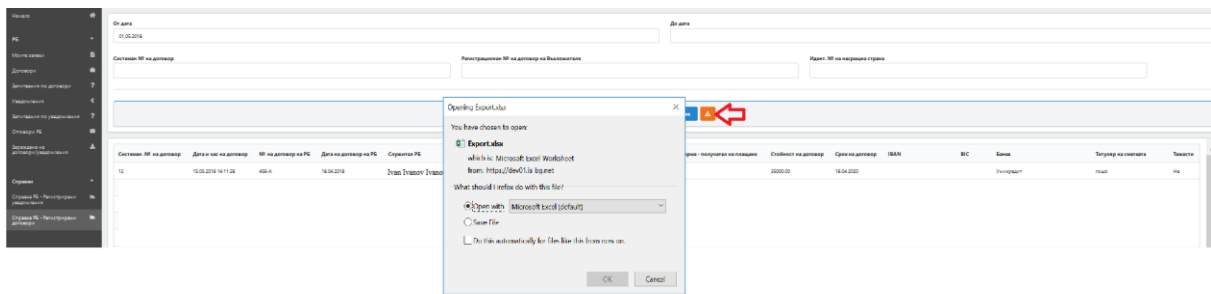 Начало
РБ
Моите заявки
Договори
Запитвания по договори
Уведомления
Запитвания по уведомления
Отговори РБ
Зареждане на
договори/уведомления
Справки
Справка РБ - Регистрирани
уведомления
Справка РБ - Регистрирани
договори
От дата
До дата
01.05.2018
Системен № на договор
Регистрационен № на договор на Възложителя
Идент. № на насрещна страна
Opening Export.xlsx
You have chosen to open:
Export.xlsx
which is: Microsoft Excel Worksheet
from: https://dev01.is-bg.net
What should Firefox do with this file?
Open with Microsoft Excel (default)
Save File
Do this automatically for files like this from now on.
OK Cancel
Системен № на договор Дата и час на договор № на договор на РБ Дата на договор на РБ Служител РБ - получател на плащане Стойност на договор Срок на договор IBAN BIC Банка Титуляр на сметката Тежести
12 15.05.2018 14:11:28 456-A 18.04.2018 Ivan Ivanov Ivano 35000.00 18.04.2020 Уникредит Не